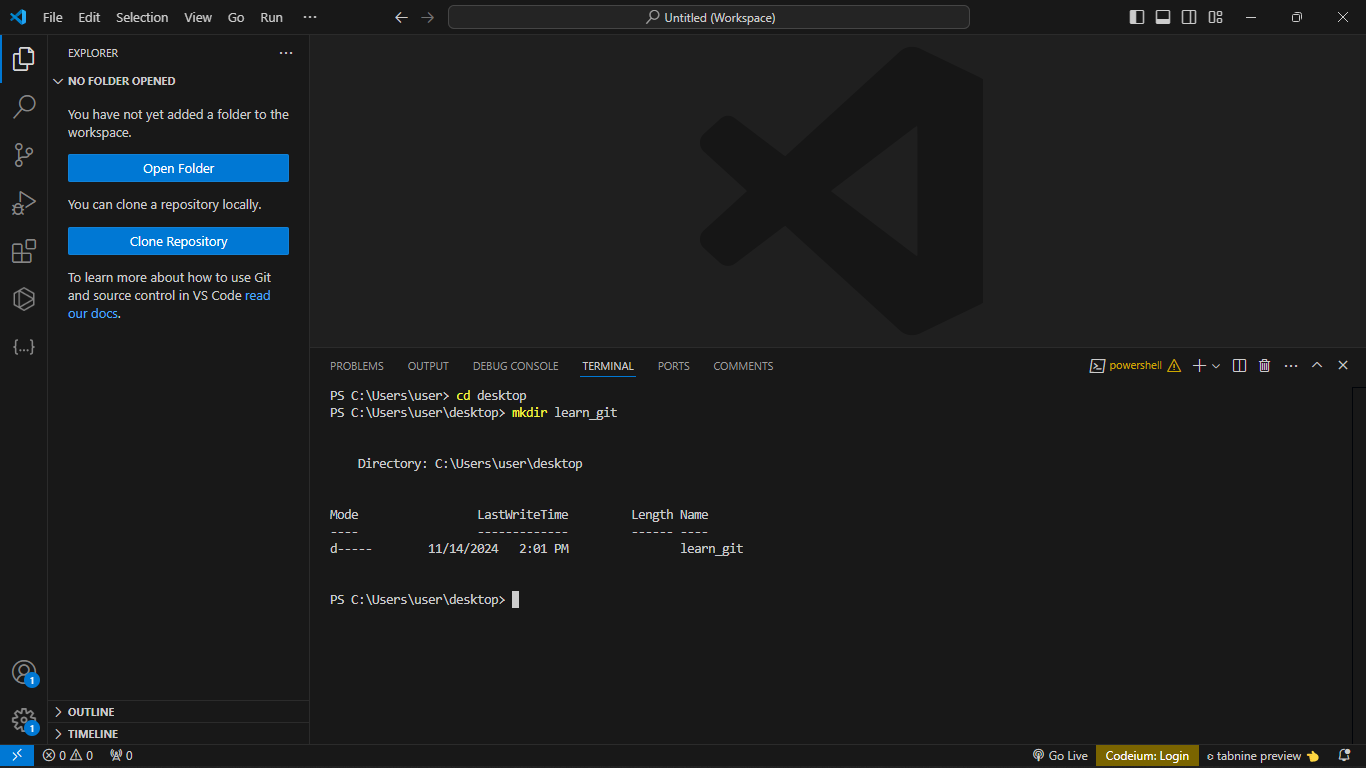 File Edit Selection View Go Run ···
Untitled (Workspace)
EXPLORER
NO FOLDER OPENED
You have not yet added a folder to the
workspace.
Open Folder
You can clone a repository locally.
Clone Repository
To learn more about how to use Git
and source control in VS Code read
our docs.
OUTLINE
TIMELINE
PROBLEMS OUTPUT DEBUG CONSOLE TERMINAL PORTS COMMENTS
powershell
PS C:\Users\user> cd desktop
PS C:\Users\user\desktop> mkdir learn_git
Directory: C:\Users\user\desktop
Mode LastWriteTime Length Name
---- ------------- ------ ----
d----- 11/14/2024 2:01 PM learn_git
PS C:\Users\user\desktop>
1
1
0 0 0
Go Live Codeium: Login tabnine preview